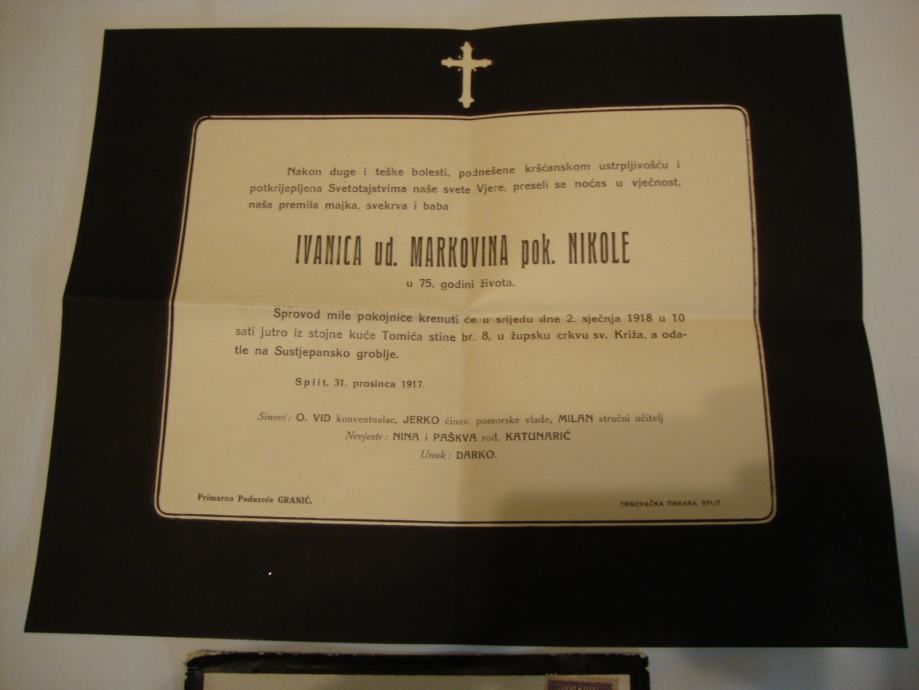 Nakon duge i teške bolesti, podnešene kršćanskom ustrpljivošću i
potkrijepljena Svetotajstvima naše svete Vjere, preseli se noćas u vječnost,
naša premila majka, svekrva i baba
IVANICA ud. MARKOVINA pok. NIKOLE
u 75. godini života.
Sprovod mile pokojnice krenuti će u srijedu dne 2. sječnja 1918 u 10
sati jutro iz stojne kuće Tomića stine br. 8, u župsku crkvu sv. Križa, a oda-
tle na Sustjepansko groblje.
Split, 31. prosinca 1917.
Sinovi: O. VID konventualac, JERKO činov. pomorske vlade, MILAN stručni učitelj
Nevjeste: NINA i PAŠKVA rođ. KATUNARIĆ
Unuk: DARKO.
Primarno Poduzeće GRANIĆ.
TRGOVAČKA TISKARA, SPLIT